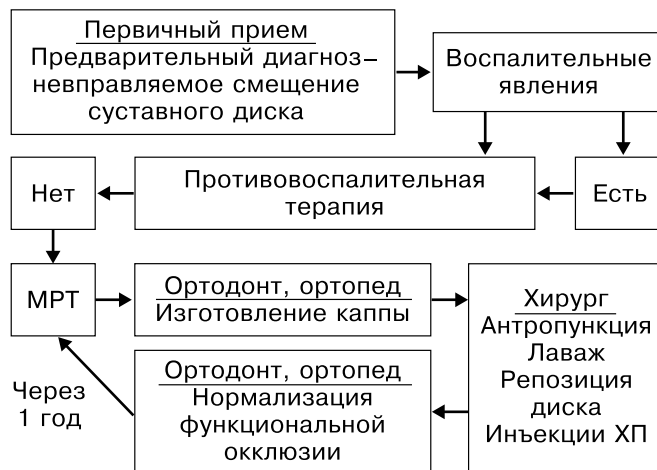 Первичный прием
Предварительный диагноз–
невправляемое смещение
суставного диска
Воспалительные
явления
Нет
Противовоспалительная
терапия
Есть
МРТ
Ортодонт, ортопед
Изготовление каппы
Хирург
Антропункция
Лаваж
Репозиция
диска
Инъекции ХП
Ортодонт, ортопед
Нормализация
функциональной
окклюзии
Через
1 год